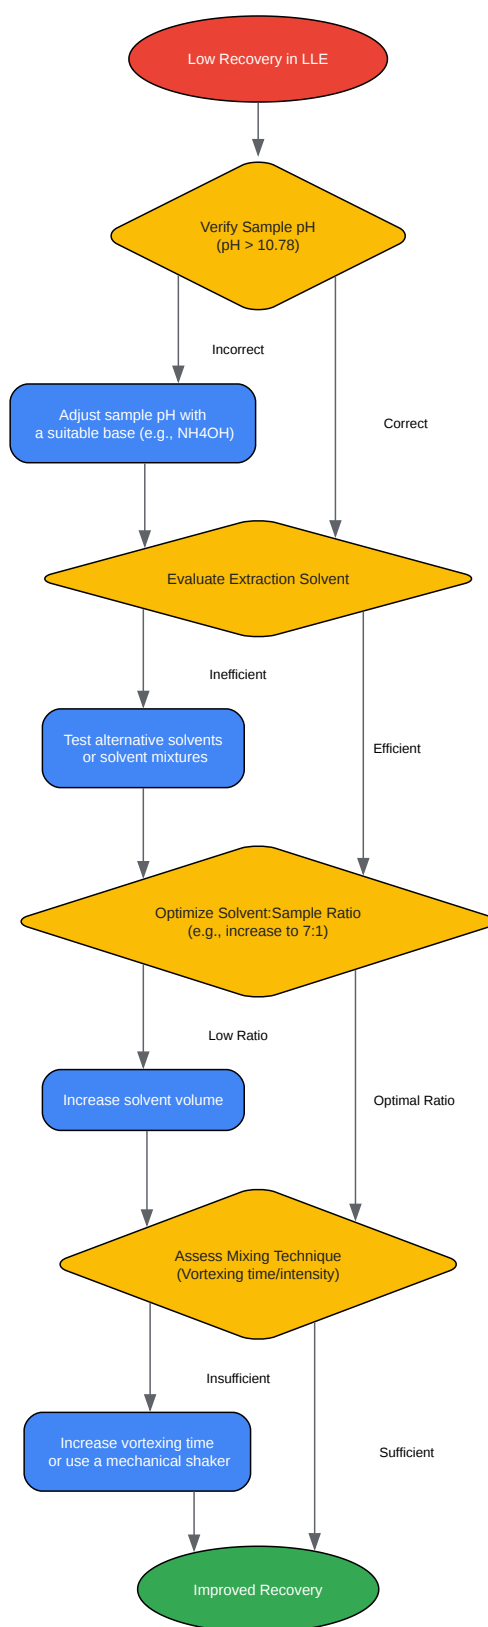 Low Recovery in LLE
Verify Sample pH
(pH > 10.78)
Incorrect
Adjust sample pH with
a suitable base (e.g., NH4OH)
Correct
Evaluate Extraction Solvent
Inefficient
Test alternative solvents
or solvent mixtures
Efficient
Optimize Solvent:Sample Ratio
(e.g., increase to 7:1)
Low Ratio
Increase solvent volume
Optimal Ratio
Assess Mixing Technique
(Vortexing time/intensity)
Insufficient
Increase vortexing time
or use a mechanical shaker
Sufficient
Improved Recovery